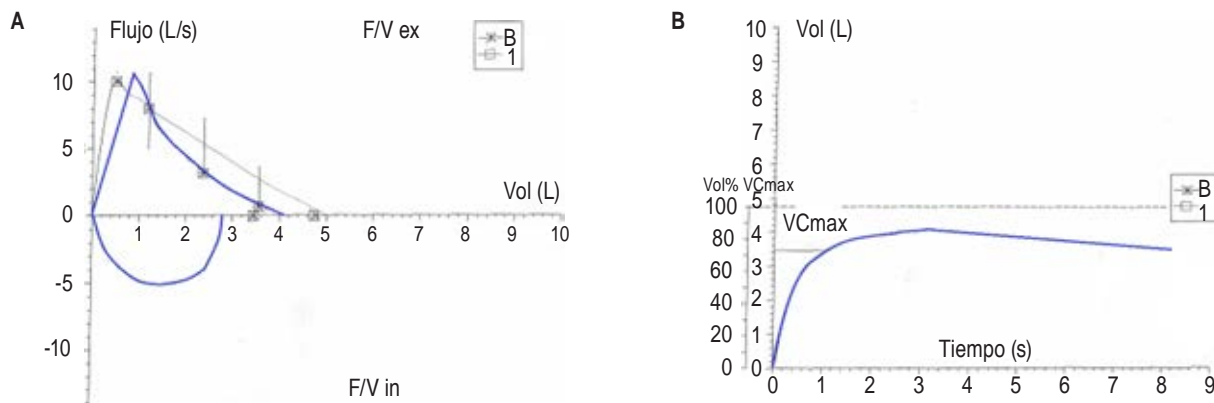 A
Flujo (L/s)
F/V ex
B
1
10
5
0
-5
-10
Vol (L)
1 2 3 4 5 6 7 8 9 10
F/V in
B
Vol (L)
10
9
8
7
6
5
4
3
2
1
0
Vol% VCmax
100
80
60
40
20
0
VCmax
B
1
Tiempo (s)
0 1 2 3 4 5 6 7 8 9